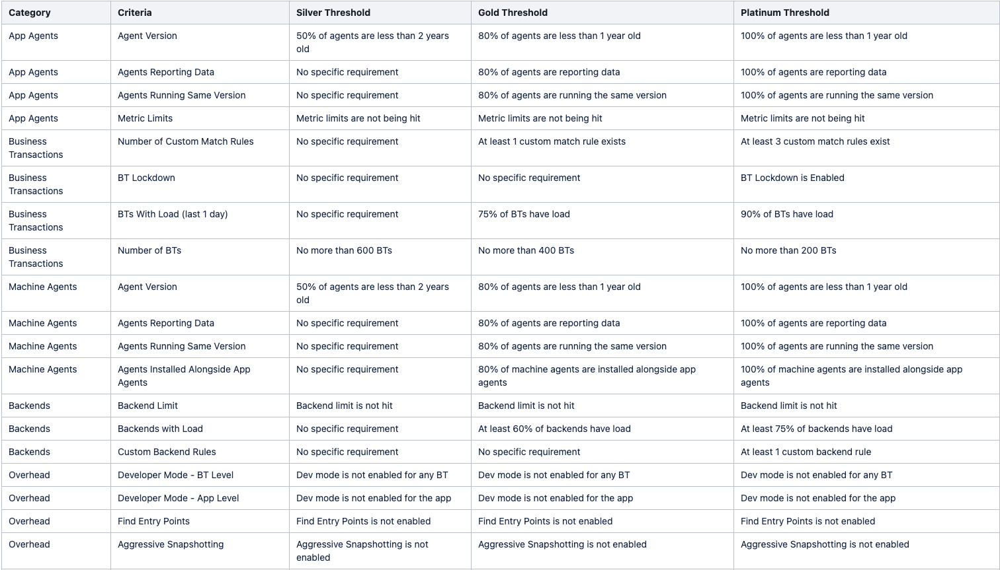 Category Criteria Silver Threshold Gold Threshold Platinum Threshold
App Agents Agent Version 50% of agents are less than 2 years 80% of agents are less than 1 year old 100% of agents are less than 1 year old
old
App Agents Agents Reporting Data No specific requirement 80% of agents are reporting data 100% of agents are reporting data
App Agents Agents Running Same Version No specific requirement 80% of agents are running the same version 100% of agents are running the same version
App Agents Metric Limits Metric limits are not being hit Metric limits are not being hit Metric limits are not being hit
Business Number of Custom Match Rules No specific requirement At least 1 custom match rule exists At least 3 custom match rules exist
Transactions
Business BT Lockdown No specific requirement No specific requirement BT Lockdown is Enabled
Transactions
Business BTs With Load (last 1 day) No specific requirement 75% of BTs have load 90% of BTs have load
Transactions
Business Number of BTs No more than 600 BTs No more than 400 BTs No more than 200 BTs
Transactions
Machine Agents Agent Version 50% of agents are less than 2 years 80% of agents are less than 1 year old 100% of agents are less than 1 year old
old
Machine Agents Agents Reporting Data No specific requirement 80% of agents are reporting data 100% of agents are reporting data
Machine Agents Agents Running Same Version No specific requirement 80% of agents are running the same version 100% of agents are running the same version
Machine Agents Agents Installed Alongside App No specific requirement 80% of machine agents are installed alongside app 100% of machine agents are installed alongside app
Agents agents agents
Backends Backend Limit Backend limit is not hit Backend limit is not hit Backend limit is not hit
Backends Backends with Load No specific requirement At least 60% of backends have load At least 75% of backends have load
Backends Custom Backend Rules No specific requirement No specific requirement At least 1 custom backend rule
Overhead Developer Mode - BT Level Dev mode is not enabled for any BT Dev mode is not enabled for any BT Dev mode is not enabled for any BT
Overhead Developer Mode - App Level Dev mode is not enabled for the app Dev mode is not enabled for the app Dev mode is not enabled for the app
Overhead Find Entry Points Find Entry Points is not enabled Find Entry Points is not enabled Find Entry Points is not enabled
Overhead Aggressive Snapshotting Aggressive Snapshotting is not Aggressive Snapshotting is not enabled Aggressive Snapshotting is not enabled
enabled